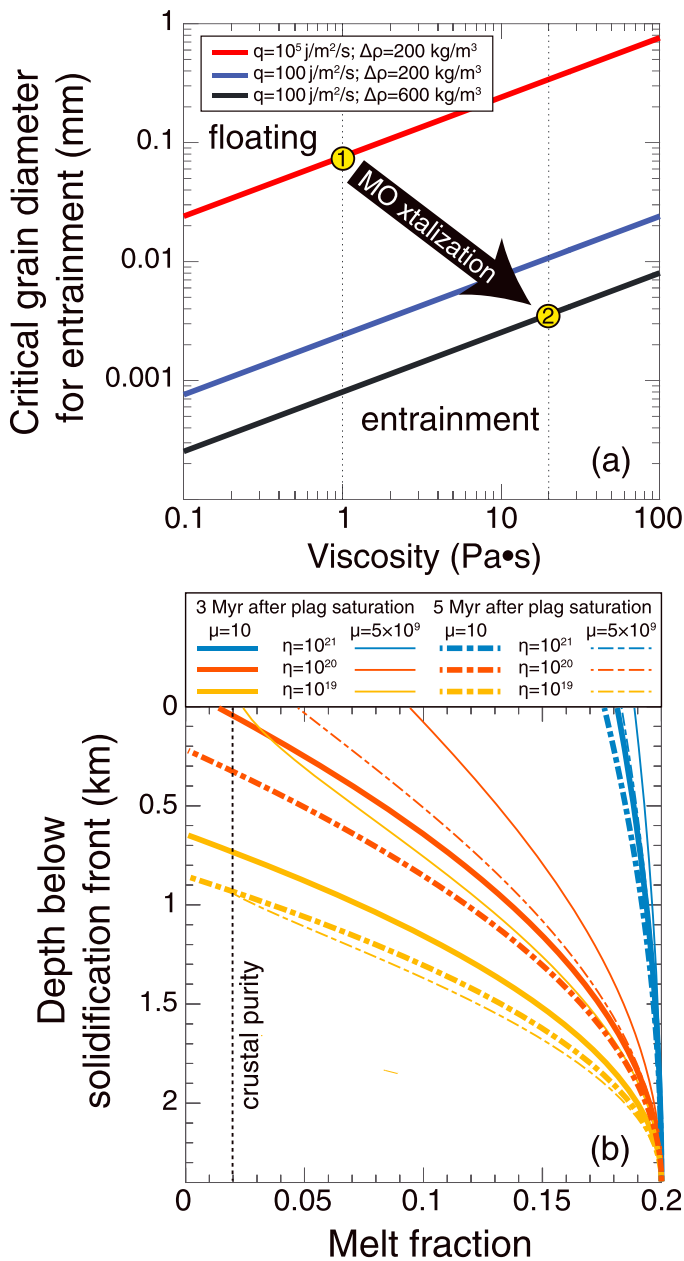 1
q=10⁵ j/m²/s; Δρ=200 kg/m³
q=100 j/m²/s; Δρ=200 kg/m³
q=100 j/m²/s; Δρ=600 kg/m³
floating
0.1
1
MO xtalization
0.01
2
0.001
entrainment
(a)
0.1
1
10
100
Critical grain diameter
for entrainment (mm)
Viscosity (Pa•s)
3 Myr after plag saturation
5 Myr after plag saturation
μ=10
μ=5×10⁹
μ=10
μ=5×10⁹
η=10²¹
η=10²¹
η=10²⁰
η=10²⁰
η=10¹⁹
η=10¹⁹
0
0.5
1
1.5
2
Depth below
solidification front (km)
crustal purity
(b)
0
0.05
0.1
0.15
0.2
Melt fraction